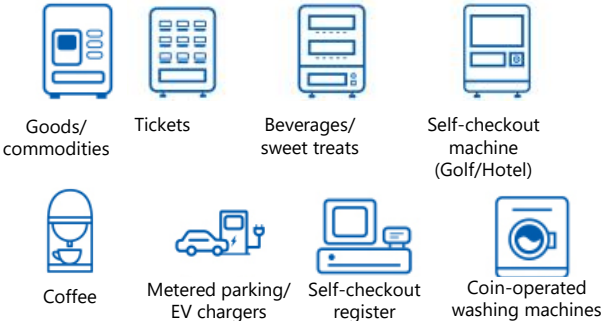 Goods/
commodities
Tickets
Beverages/
sweet treats
Self-checkout
machine
(Golf/Hotel)
Coffee
Metered parking/
EV chargers
Self-checkout
register
Coin-operated
washing machines